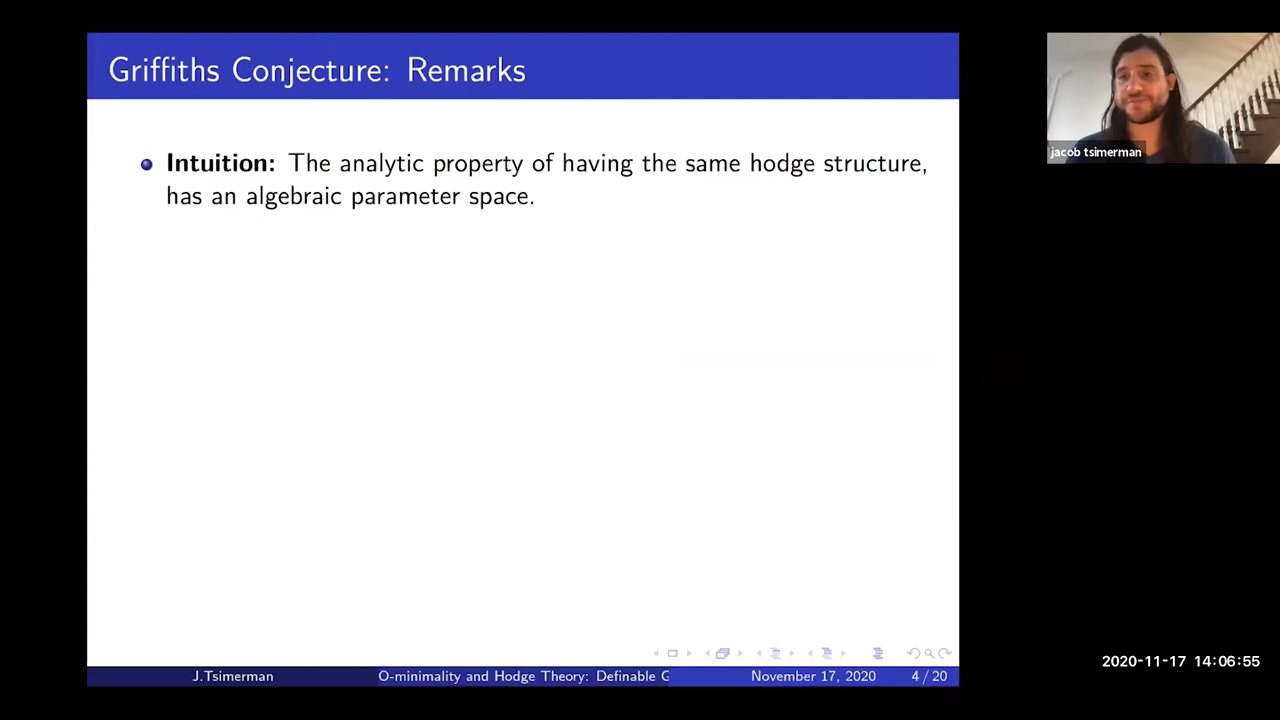 Griffiths Conjecture: Remarks
Intuition: The analytic property of having the same hodge structure,
has an algebraic parameter space.
jacob tsimerman
2020-11-17 14:06:55
J.Tsimerman O-minimality and Hodge Theory: Definable G November 17, 2020 4 / 20